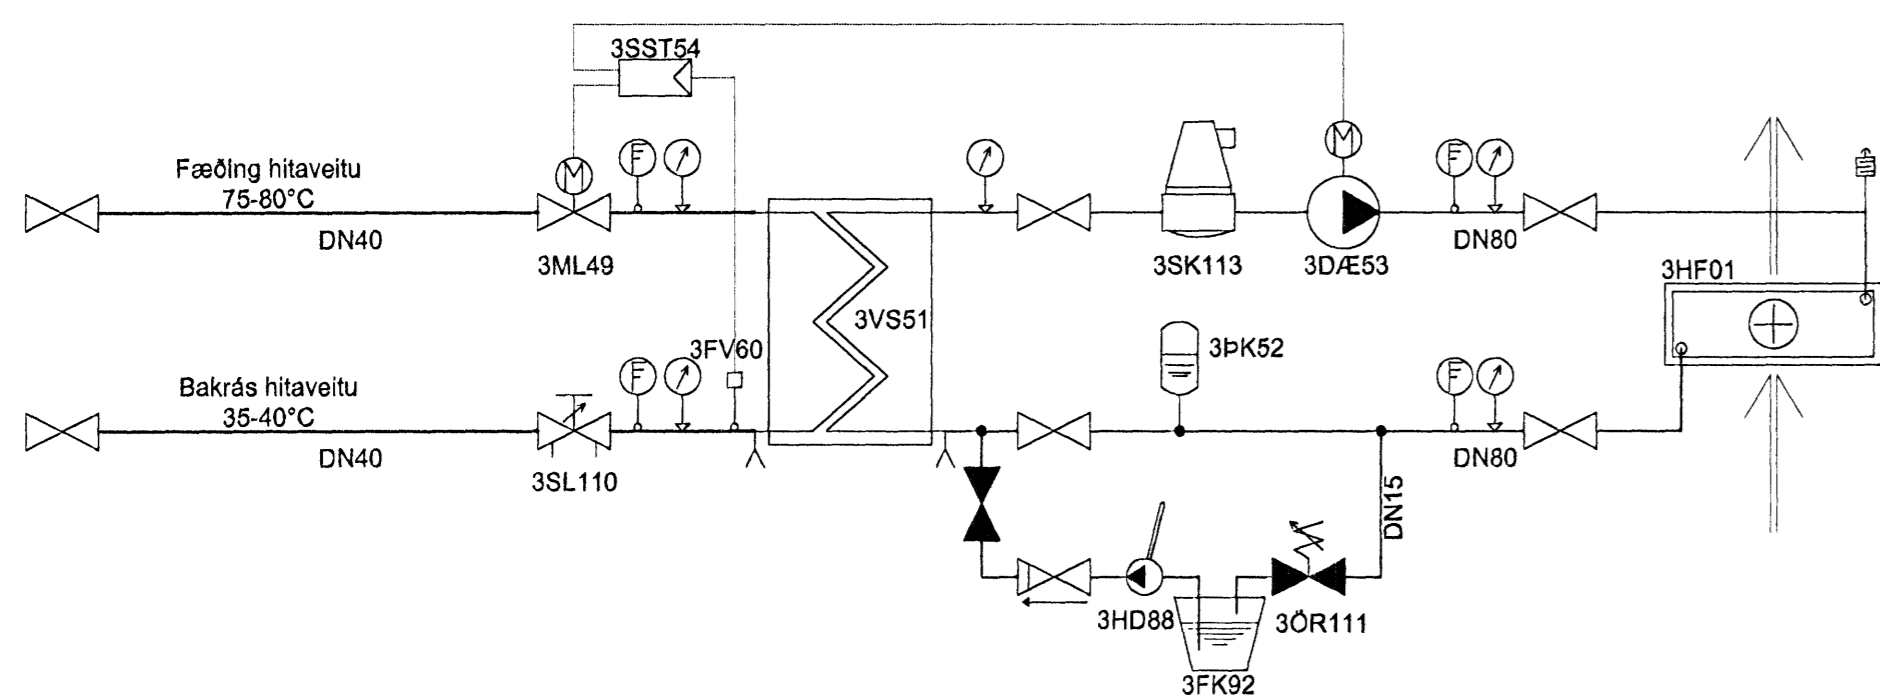 3SST54
M
F
M
F
Fæðing hitaveitu
75-80°C
DN40
3ML49
3SK113
3DÆ53
DN80
3HF01
3VS51
3FV60
3ÞK52
F
F
Bakrás hitaveitu
35-40°C
DN40
3SL110
DN80
DN15
3HD88
3ÖR111
3FK92